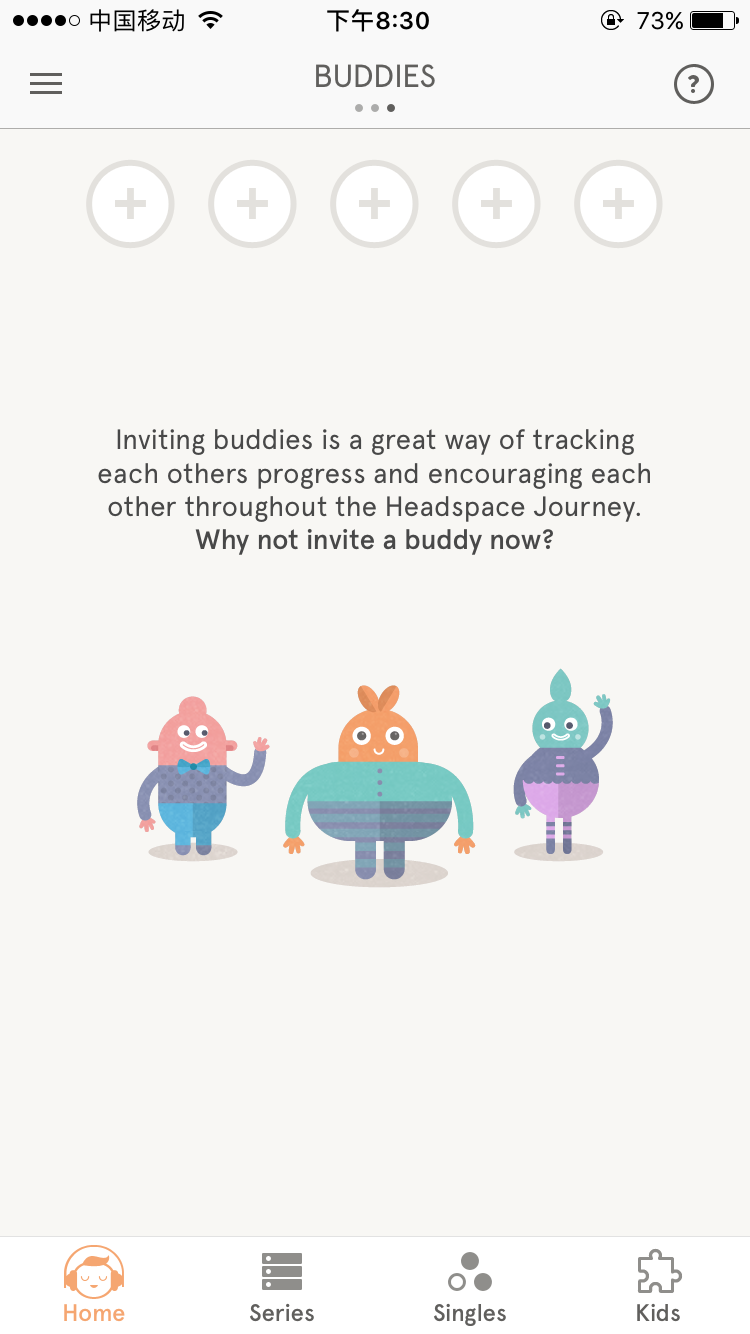 中国移动 下午8:30 73%
BUDDIES
?
Inviting buddies is a great way of tracking
each others progress and encouraging each
other throughout the Headspace Journey.
Why not invite a buddy now?
Home Series Singles Kids